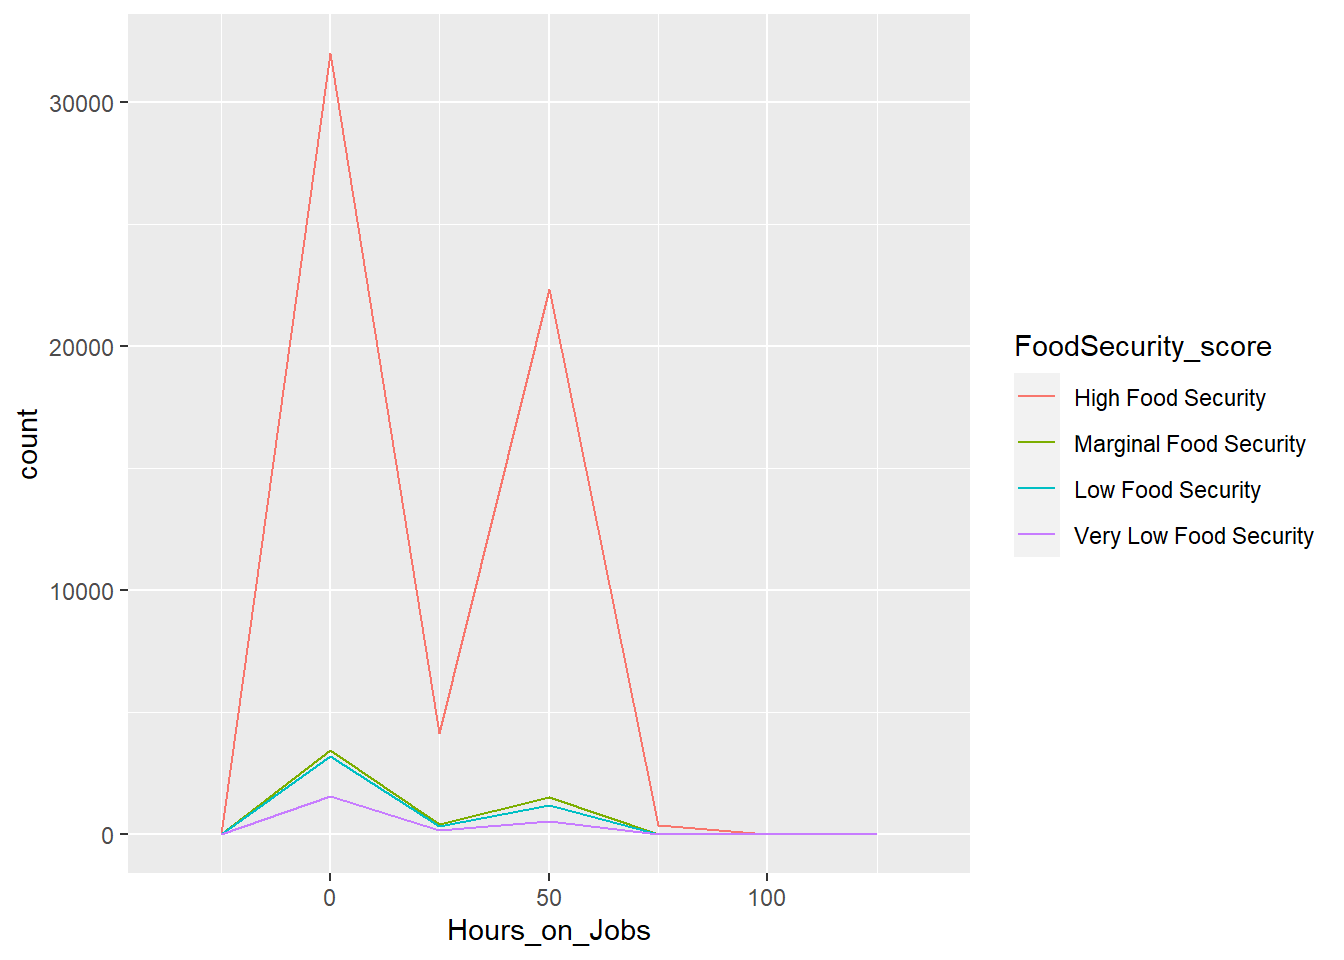 30000
20000
10000
0
count
0
50
100
Hours_on_Jobs
FoodSecurity_score
High Food Security
Marginal Food Security
Low Food Security
Very Low Food Security